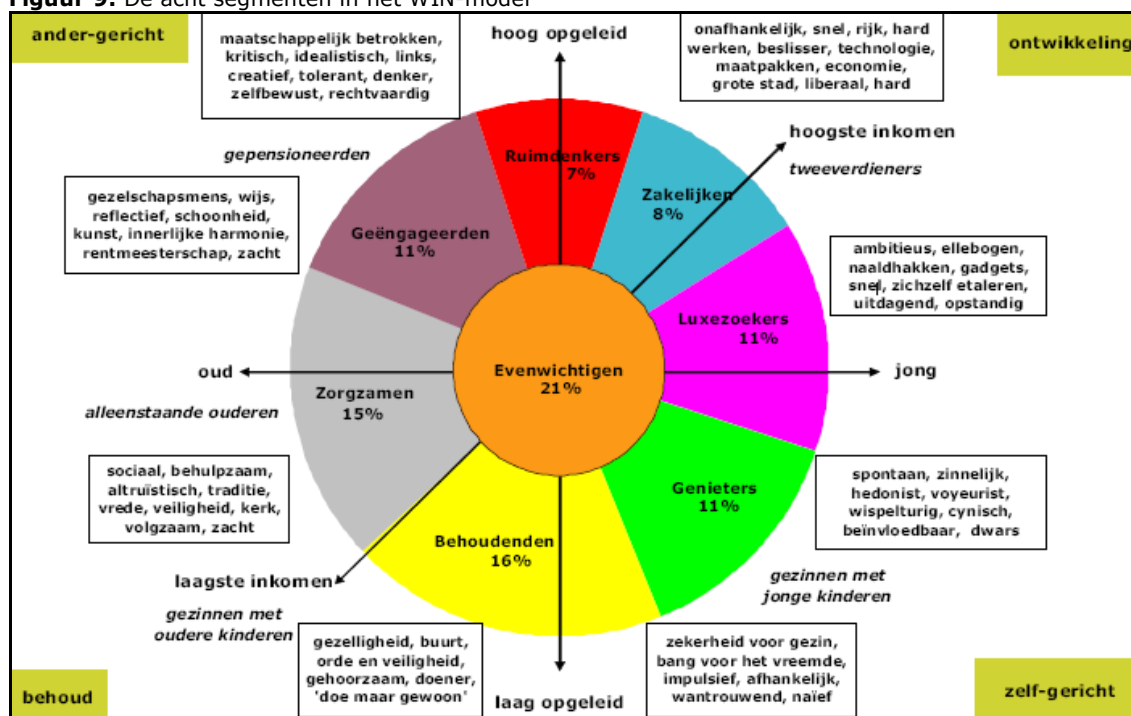 Figuur 9. De acht segmenten in het WIN-model
ander-gericht
maatschappelijk betrokken,
kritisch, idealistisch, links,
creatief, tolerant, denker,
zelfbewust, rechtvaardig
hoog opgeleid
onafhankelijk, snel, rijk, hard
werken, beslisser, technologie,
maatpakken, economie,
grote stad, liberaal, hard
ontwikkeling
gepensioneerden
hoogste inkomen
tweeverdieners
Ruimdenkers
7%
Zakelijken
8%
gezelschapsmens, wijs,
reflectief, schoonheid,
kunst, innerlijke harmonie,
rentmeesterschap, zacht
Geëngageerden
11%
ambitieus, ellebogen,
naaldhakken, gadgets,
snel, zichzelf etaleren,
uitdagend, opstandig
Luxezoekers
11%
oud
Evenwichtigen
21%
jong
Zorgzamen
15%
alleenstaande ouderen
sociaal, behulpzaam,
altruïstisch, traditie,
vrede, veiligheid, kerk,
volgzaam, zacht
Genieters
11%
spontaan, zinnelijk,
hedonist, voyeurist,
wispelturig, cynisch,
beïnvloedbaar, dwars
Behoudenden
16%
laagste inkomen
gezinnen met
oudere kinderen
gezinnen met
jonge kinderen
gezelligheid, buurt,
orde en veiligheid,
gehoorzaam, doener,
'doe maar gewoon'
zekerheid voor gezin,
bang voor het vreemde,
impulsief, afhankelijk,
wantrouwend, naïef
behoud
laag opgeleid
zelf-gericht